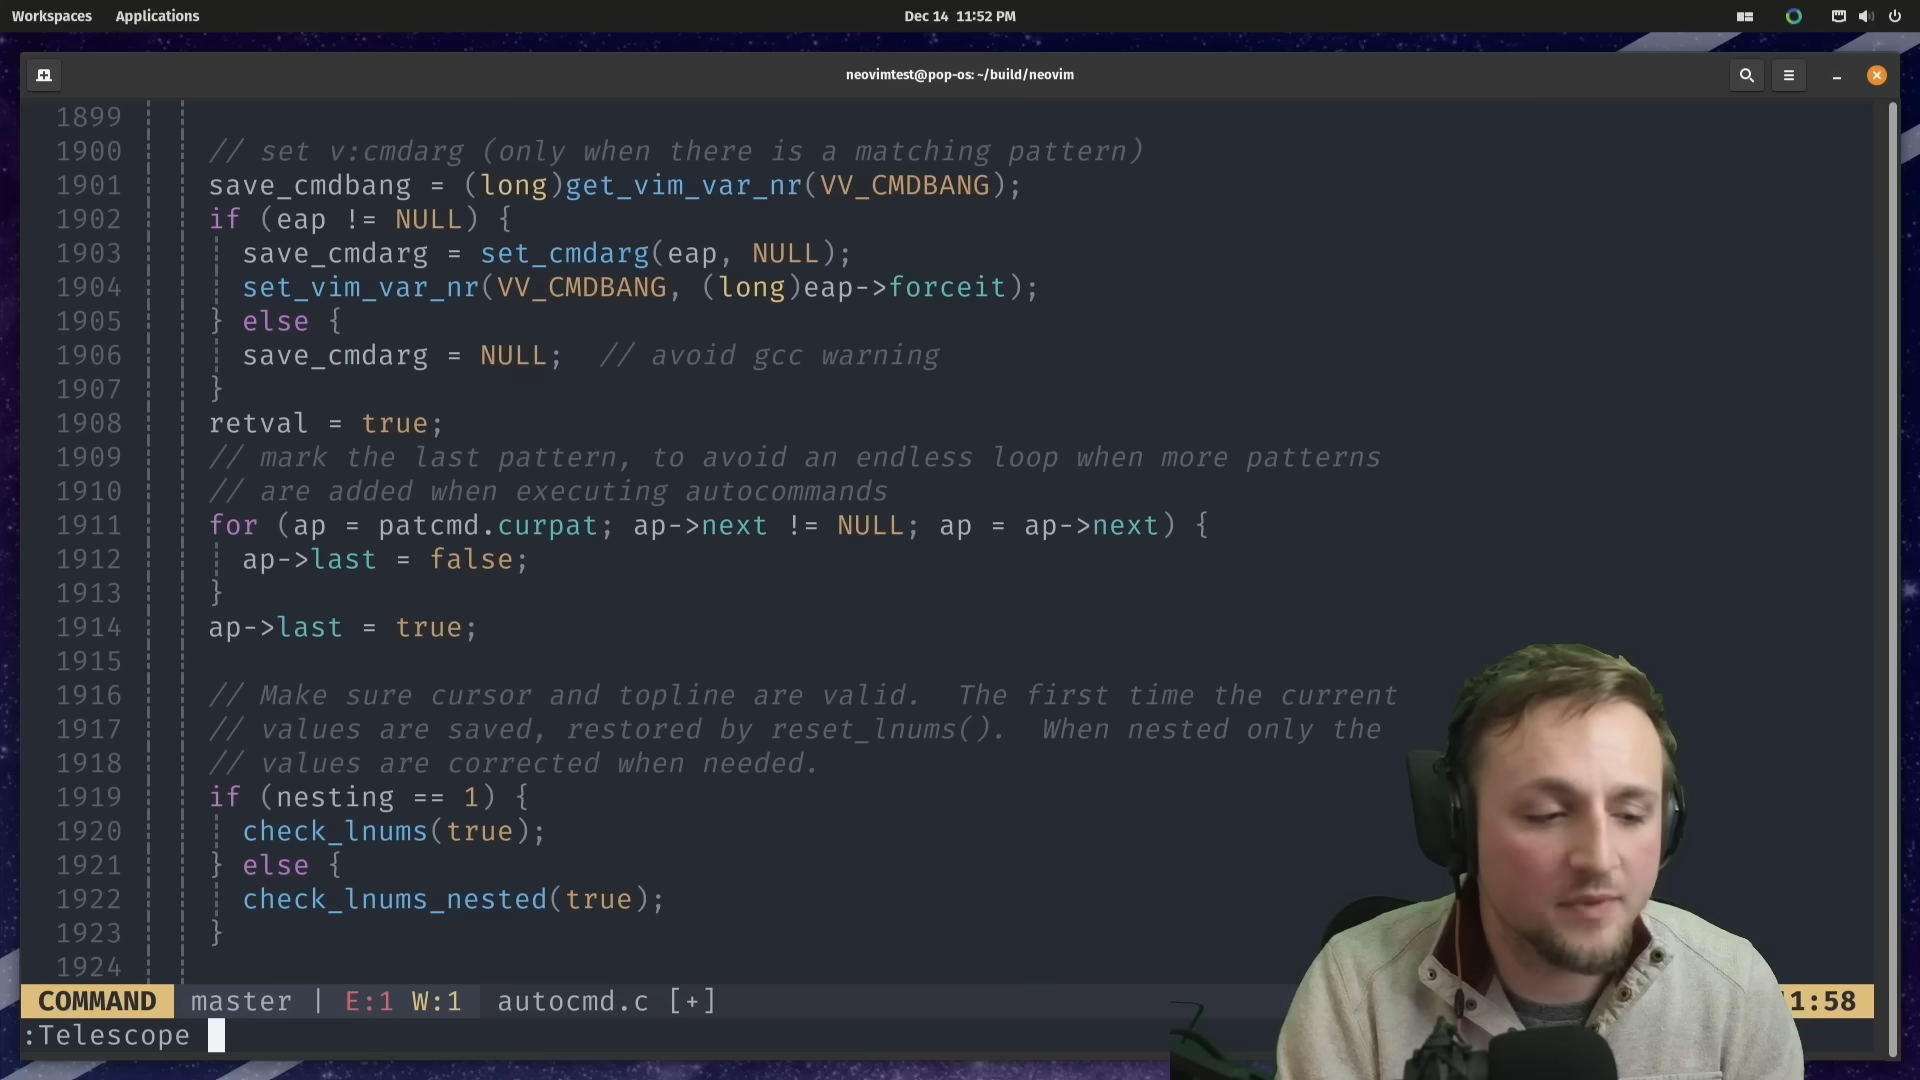 Workspaces Applications Dec 14 11:52 PM
neovimtest@pop-os: ~/build/neovim
1899
1900 // set v:cmdarg (only when there is a matching pattern)
1901 save_cmdbang = (long)get_vim_var_nr(VV_CMDBANG);
1902 if (eap != NULL) {
1903 save_cmdarg = set_cmdarg(eap, NULL);
1904 set_vim_var_nr(VV_CMDBANG, (long)eap->forceit);
1905 } else {
1906 save_cmdarg = NULL; // avoid gcc warning
1907 }
1908 retval = true;
1909 // mark the last pattern, to avoid an endless loop when more patterns
1910 // are added when executing autocommands
1911 for (ap = patcmd.curpat; ap->next != NULL; ap = ap->next) {
1912 ap->last = false;
1913 }
1914 ap->last = true;
1915
1916 // Make sure cursor and topline are valid. The first time the current
1917 // values are saved, restored by reset_lnums(). When nested only the
1918 // values are corrected when needed.
1919 if (nesting == 1) {
1920 check_lnums(true);
1921 } else {
1922 check_lnums_nested(true);
1923 }
1924
COMMAND master | E:1 W:1 autocmd.c [+] 1:58
:Telescope